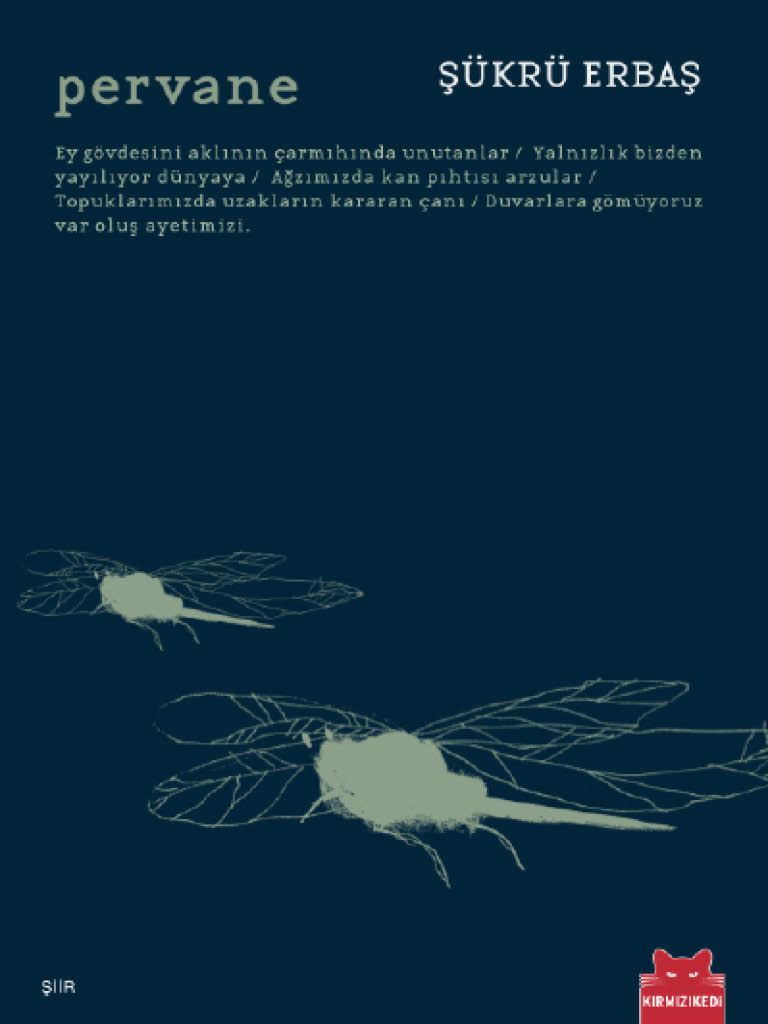 pervane
ŞÜKRÜ ERBAŞ
Ey gövdesini aklının çarmıhında unutanlar / Yalnızlık bizden
yayılıyor dünyaya / Ağzımızda kan pıhtısı arzular /
Topuklarımızda uzakların kararan çanı / Duvarlara gömüyoruz
var oluş ayetimizi.
ŞİİR
KIRMIZIKEDİ